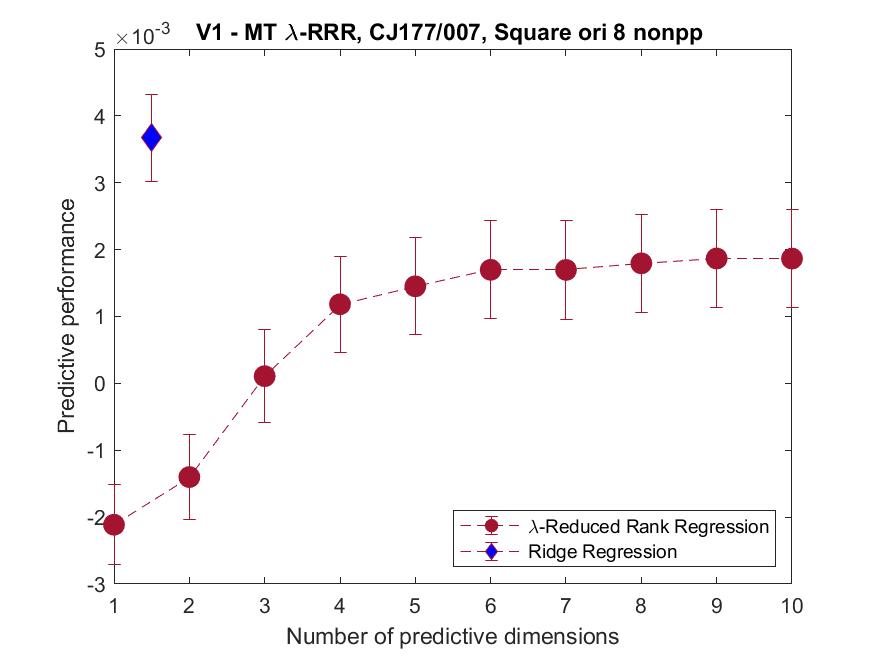 ×10-3
V1 - MT λ-RRR, CJ177/007, Square ori 8 nonpp
5
4
3
2
1
0
-1
-2
-3
Predictive performance
λ-Reduced Rank Regression
Ridge Regression
1 2 3 4 5 6 7 8 9 10
Number of predictive dimensions